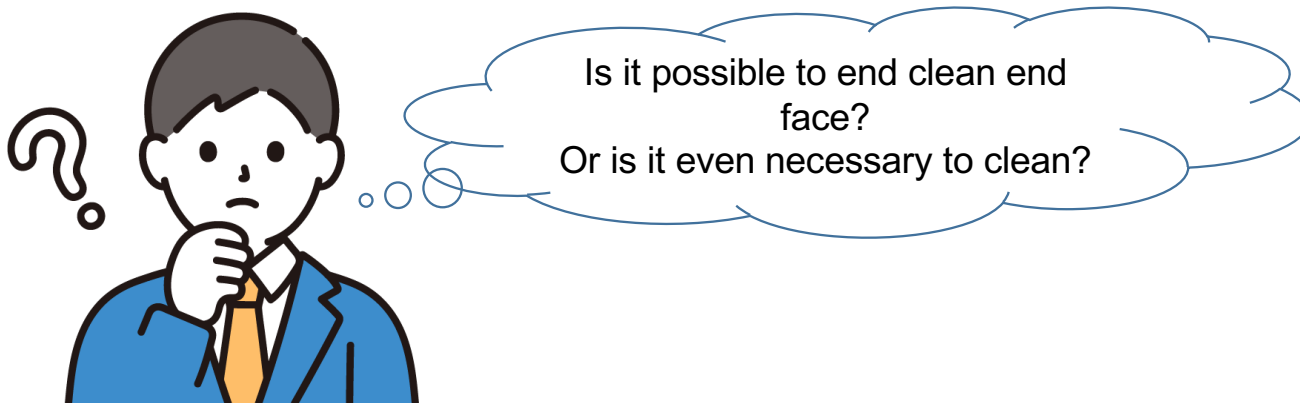 Is it possible to end clean end
face?
Or is it even necessary to clean?